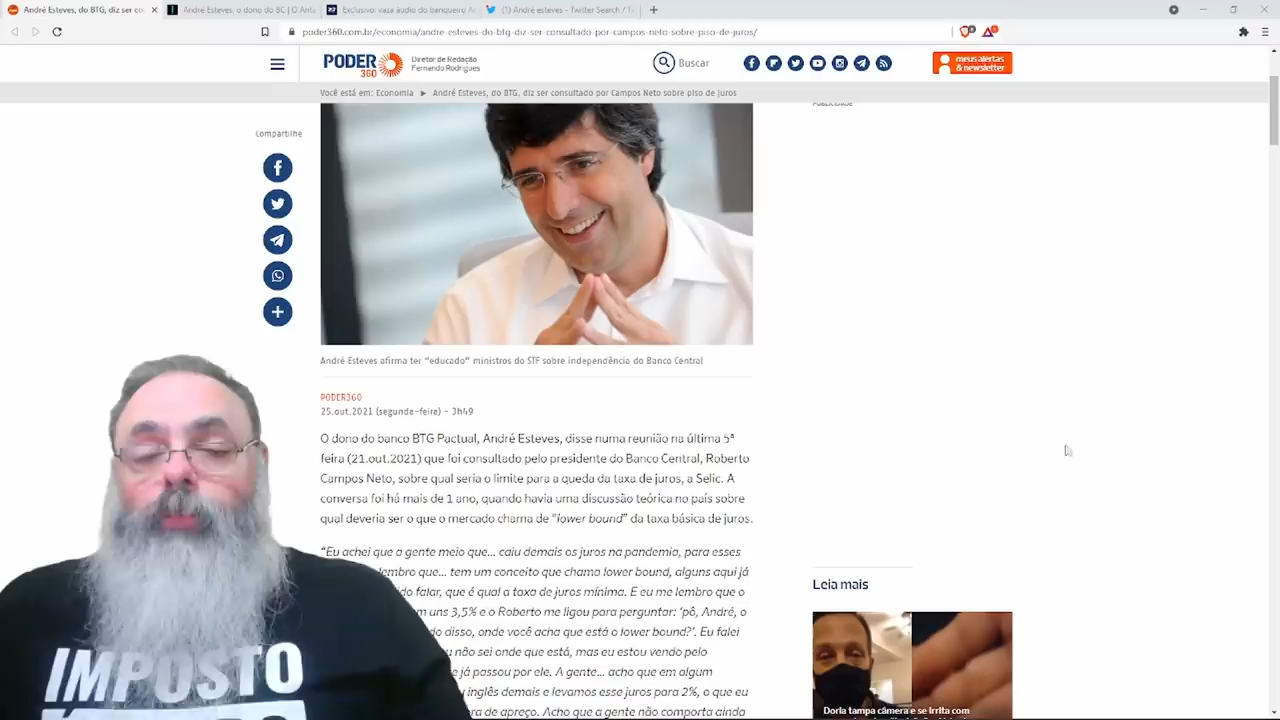 André Esteves, do BTG, diz ser co
André Esteves, o dono do BC | O Anta
Exclusivo: vaza áudio do banqueiro A
(1) André esteves - Twitter Search / T
poder360.com.br/economia/andre-esteves-do-btg-diz-ser-consultado-por-campos-neto-sobre-piso-de-juros/
PODER
360
Diretor de Redação
Fernando Rodrigues
Buscar
meus alertas
& newsletter
Você está em: Economia ▶ André Esteves, do BTG, diz ser consultado por Campos Neto sobre piso de juros
PUBLICIDADE
Compartilhe
André Esteves afirma ter "educado" ministros do STF sobre independência do Banco Central
PODER360
25.out.2021 (segunda-feira) - 3h49
O dono do banco BTG Pactual, André Esteves, disse numa reunião na última 5ª
feira (21.out.2021) que foi consultado pelo presidente do Banco Central, Roberto
Campos Neto, sobre qual seria o limite para a queda da taxa de juros, a Selic. A
conversa foi há mais de 1 ano, quando havia uma discussão teórica no país sobre
qual deveria ser o que o mercado chama de "lower bound" da taxa básica de juros.
"Eu achei que a gente meio que... caiu demais os juros na pandemia, para esses
lembro que... tem um conceito que chama lower bound, alguns aqui já
ido falar, que é qual a taxa de juros mínima. E eu me lembro que o
m uns 3,5% e o Roberto me ligou para perguntar: 'pô, André, o
do disso, onde você acha que está o lower bound?'. Eu falei
u não sei onde que está, mas eu estou vendo pelo
e já passou por ele. A gente... acho que em algum
inglês demais e levamos esse juros para 2%, o que eu
ra de apreço. Acho que a gente não comporta ainda
Leia mais
Doria tampa câmera e se irrita com
IMPOSTO